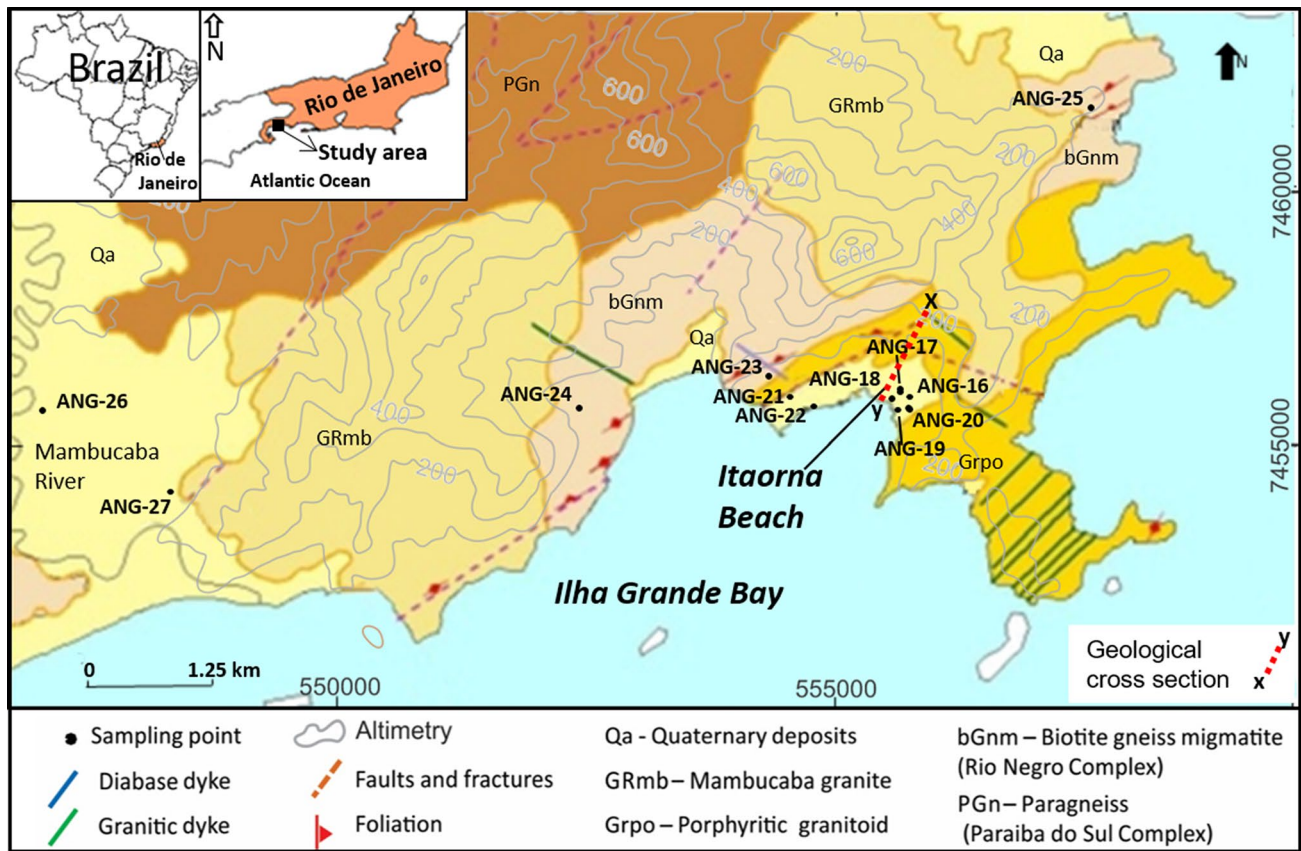 Brazil
Rio de
Janeiro
N
Rio de Janeiro
Study area
Atlantic Ocean
PGn
600
600
200
GRmb
Qa
N
ANG-25
bGnm
200
7460000
600
400
400
600
200
Qa
bGnm
Qa
200
X
ANG-17
ANG-23
ANG-18
ANG-16
ANG-21
ANG-22
y
ANG-20
ANG-19
ANG-24
ANG-26
400
GRmb
Mambucaba
River
200
ANG-27
200
Grpo
7455000
Itaorna
Beach
Ilha Grande Bay
0 1.25 km
550000
555000
Geological
cross section
y
x
Sampling point
Diabase dyke
Granitic dyke
Altimetry
Faults and fractures
Foliation
Qa - Quaternary deposits
GRmb – Mambucaba granite
Grpo – Porphyritic granitoid
bGnm – Biotite gneiss migmatite
(Rio Negro Complex)
PGn – Paragneiss
(Paraiba do Sul Complex)